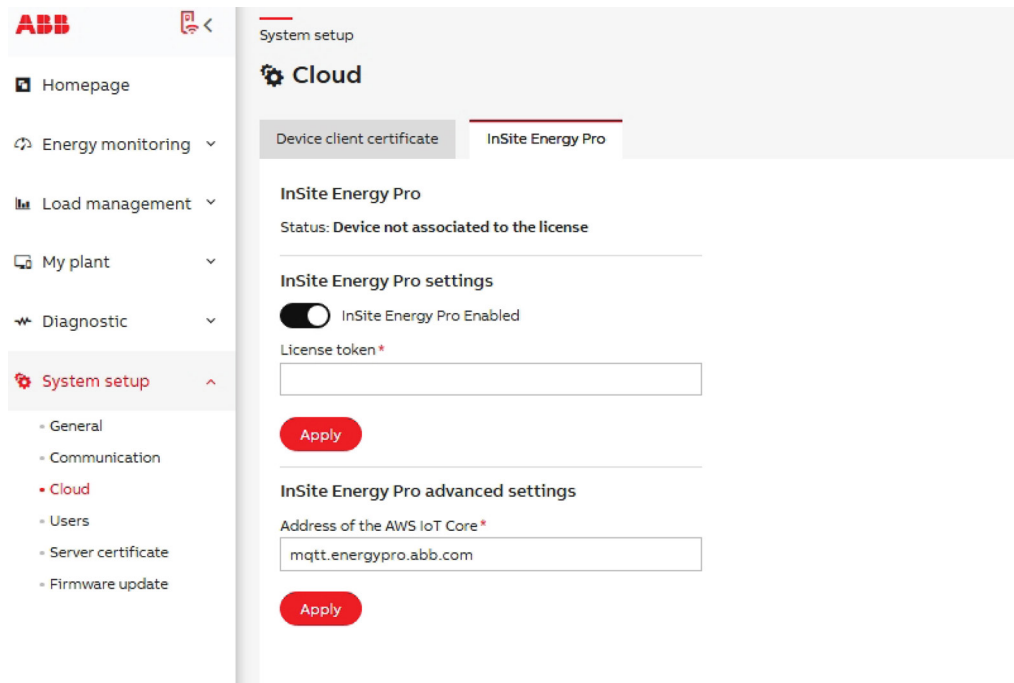 ABB
Homepage
Energy monitoring
Load management
My plant
Diagnostic
System setup
General
Communication
Cloud
Users
Server certificate
Firmware update
System setup
Cloud
Device client certificate
InSite Energy Pro
InSite Energy Pro
Status: Device not associated to the license
InSite Energy Pro settings
InSite Energy Pro Enabled
License token*
Apply
InSite Energy Pro advanced settings
Address of the AWS IoT Core*
mqtt.energypro.abb.com
Apply